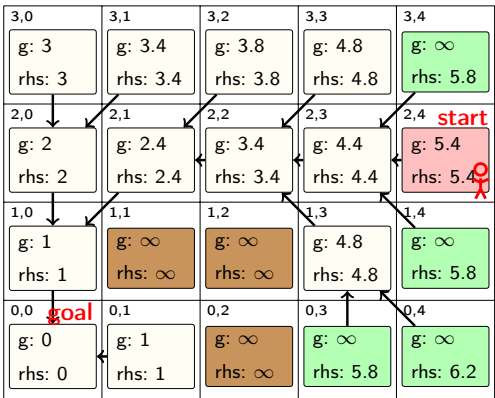 3,0 3,1 3,2 3,3 3,4
g: 3 g: 3.4 g: 3.8 g: 4.8 g: ∞
rhs: 3 rhs: 3.4 rhs: 3.8 rhs: 4.8 rhs: 5.8
2,0 2,1 2,2 2,3 2,4 start
g: 2 g: 2.4 g: 3.4 g: 4.4 g: 5.4
rhs: 2 rhs: 2.4 rhs: 3.4 rhs: 4.4 rhs: 5.4
1,0 1,1 1,2 1,3 1,4
g: 1 g: ∞ g: ∞ g: 4.8 g: ∞
rhs: 1 rhs: ∞ rhs: ∞ rhs: 4.8 rhs: 5.8
0,0 goal 0,1 0,2 0,3 0,4
g: 0 g: 1 g: ∞ g: ∞ g: ∞
rhs: 0 rhs: 1 rhs: ∞ rhs: 5.8 rhs: 6.2